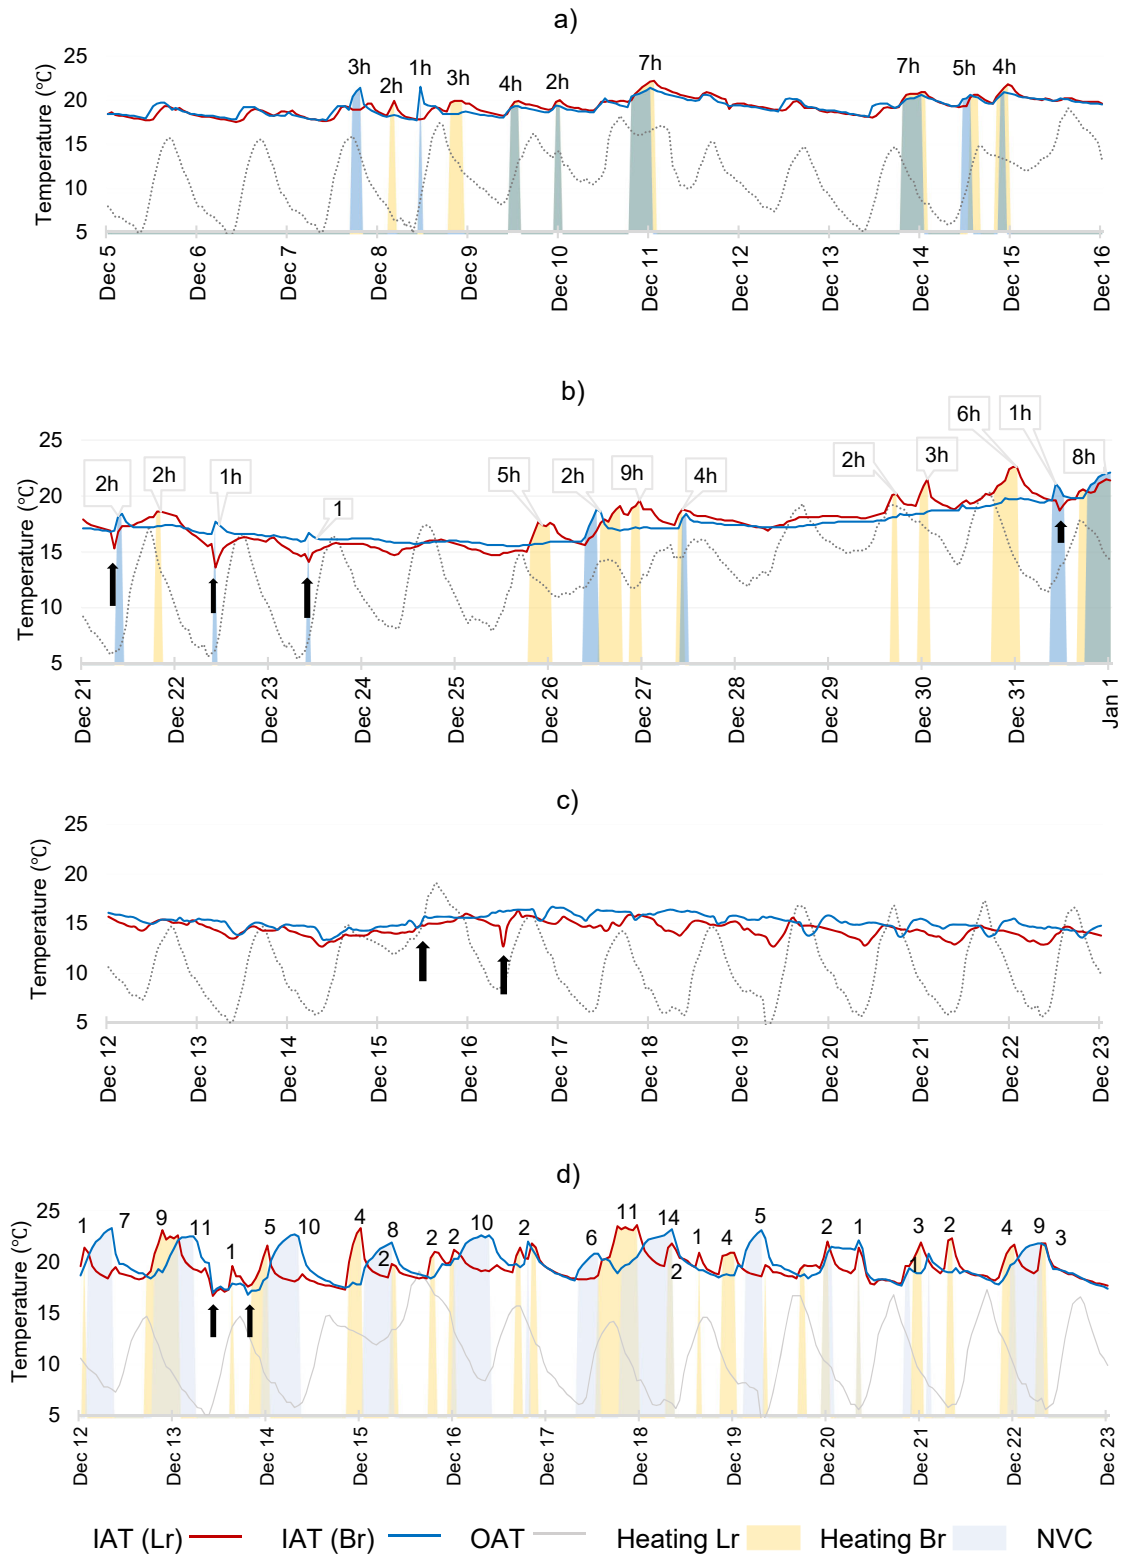 a)
Temperature (°C)
25
20
15
10
5
3h
2h
1h
3h
4h
2h
7h
7h
5h
4h
Dec 5
Dec 6
Dec 7
Dec 8
Dec 9
Dec 10
Dec 11
Dec 12
Dec 13
Dec 14
Dec 15
Dec 16
b)
Temperature (°C)
25
20
15
10
5
2h
2h
1h
1
5h
2h
9h
4h
2h
3h
6h
1h
8h
Dec 21
Dec 22
Dec 23
Dec 24
Dec 25
Dec 26
Dec 27
Dec 28
Dec 29
Dec 30
Dec 31
Jan 1
c)
Temperature (°C)
25
20
15
10
5
Dec 12
Dec 13
Dec 14
Dec 15
Dec 16
Dec 17
Dec 18
Dec 19
Dec 20
Dec 21
Dec 22
Dec 23
d)
Temperature (°C)
25
20
15
10
5
1
7
9
11
1
5
10
4
2
8
2
2
10
2
6
11
14
2
1
4
5
2
1
1
3
2
4
9
3
Dec 12
Dec 13
Dec 14
Dec 15
Dec 16
Dec 17
Dec 18
Dec 19
Dec 20
Dec 21
Dec 22
Dec 23
IAT (Lr) IAT (Br) OAT Heating Lr Heating Br NVC